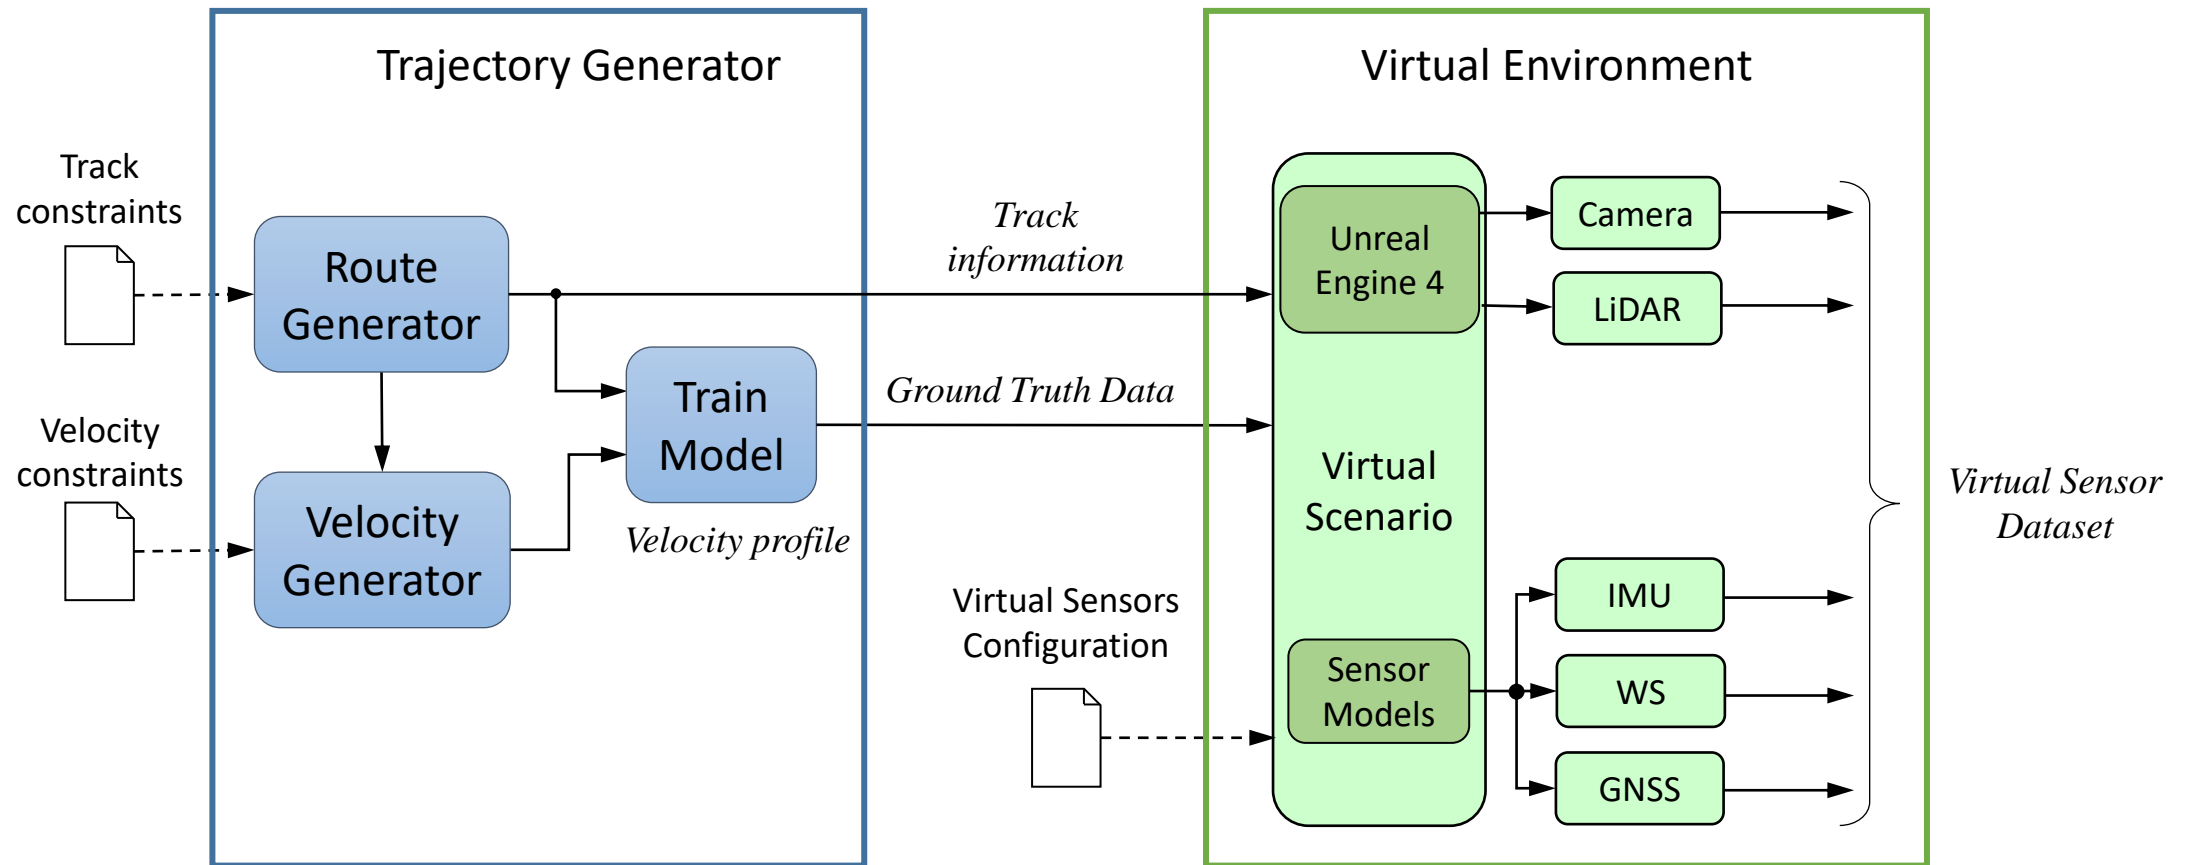 Trajectory Generator
Track
constraints
Route
Generator
Velocity
constraints
Velocity
Generator
Train
Model
Velocity profile
Track
information
Ground Truth Data
Virtual Sensors
Configuration
Virtual Environment
Unreal
Engine 4
Virtual
Scenario
Sensor
Models
Camera
LiDAR
IMU
WS
GNSS
Virtual Sensor
Dataset